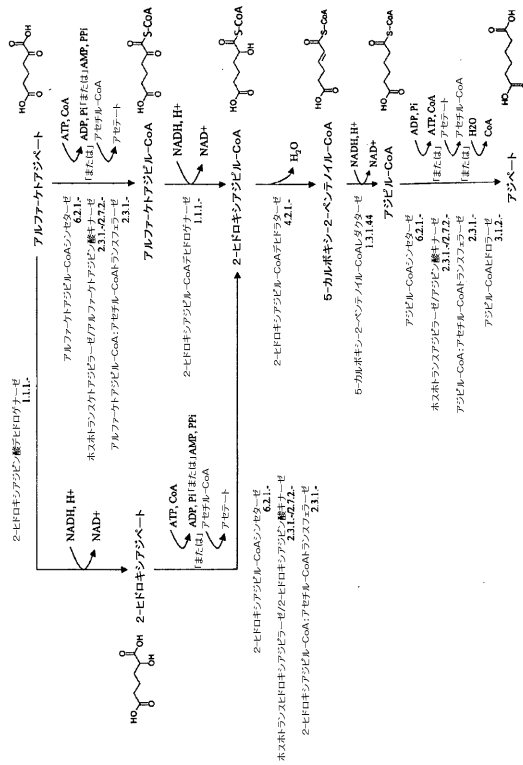 アルファーケトアジペート
ATP, CoA
ADP, Pi「または」AMP, PPi
アセチル-CoA
アセテート
アルファーケトアジピル-CoAシンセターゼ
6.2.1.-
ホスホトランスケトアジピラーゼ/アルファーケトアジピン酸キナーゼ
2.3.1.-/2.7.2.-
アルファーケトアジピル-CoA:アセチル-CoAトランスフェラーゼ
2.3.1.-
アルファーケトアジピル-CoA
NADH, H+
NAD+
2-ヒドロキシアジピル-CoAデヒドロゲナーゼ
1.1.1.-
2-ヒドロキシアジピル-CoA
H2O
2-ヒドロキシアジピル-CoAデヒドラターゼ
4.2.1.-
5-カルボキシ-2-ペンテノイル-CoA
NADH,H+
NAD+
5-カルボキシ-2-ペンテノイル-CoAレダクターゼ
1.3.1.44
アジピル-CoA
ADP, Pi
ATP, CoA
「または」
アセテート
アセチル-CoA
H2O
CoA
アジピル-CoAシンセターゼ
6.2.1.-
ホスホトランスアジピラーゼ/アジピン酸キナーゼ
2.3.1.-/2.7.2.-
アジピル-CoA:アセチル-CoAトランスフェラーゼ
2.3.1.-
アジピル-CoAヒドロラーゼ
3.1.2.-
アジペート
2-ヒドロキシアジピン酸デヒドロゲナーゼ
1.1.1.-
NADH, H+
NAD+
2-ヒドロキシアジペート
ATP, CoA
ADP, Pi「または」AMP, PPi
「または」アセチル-CoA
アセテート
2-ヒドロキシアジピル-CoAシンセターゼ
6.2.1.-
ホスホトランスヒドロキシアジピラーゼ/2-ヒドロキシアジピン酸キナーゼ
2.3.1.-/2.7.2.-
2-ヒドロキシアジピル-CoA:アセチル-CoAトランスフェラーゼ
2.3.1.-